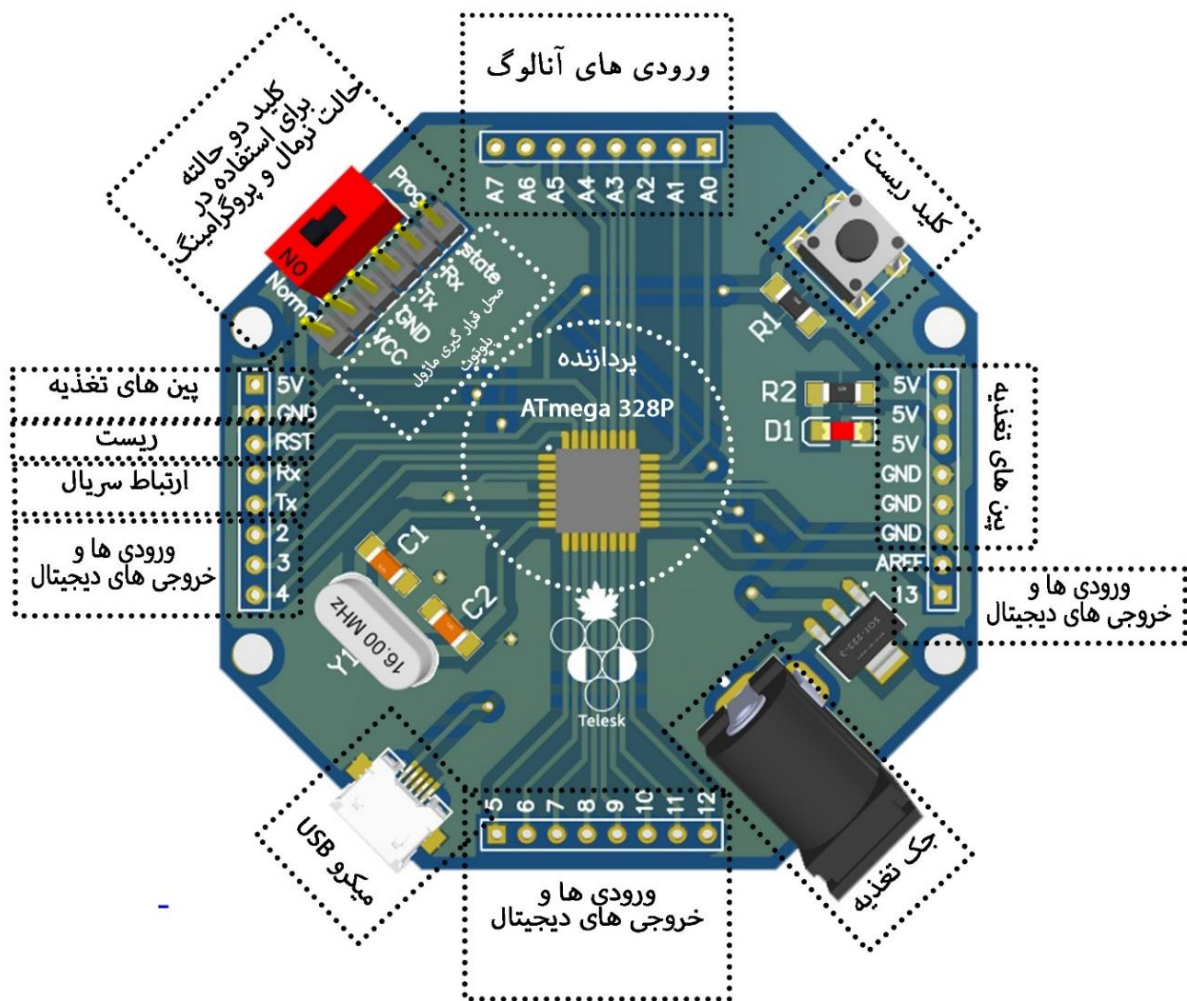 ورودی های آنالوگ
کلید دو حالته
برای استفاده در
حالت نرمال و پروگرامینگ
کلید ریست
A7
A6
A5
A4
A3
A2
A1
A0
Prog
ON
Norma
state
Rx
Tx
GND
VCC
محل قرار گیری ماژول
بلوتوث
R1
پردازنده
ATmega 328P
R2
D1
پین های تغذیه
ریست
ارتباط سریال
ورودی ها و
خروجی های دیجیتال
5V
GND
RST
Rx
Tx
2
3
4
5V
5V
5V
GND
GND
GND
AREF
13
پین های تغذیه
ورودی ها و
خروجی های دیجیتال
C1
C2
16.00 MHz
Y1
SOT-223-3
Telesk
میکرو USB
جک تغذیه
5
6
7
8
9
10
11
12
ورودی ها و
خروجی های دیجیتال